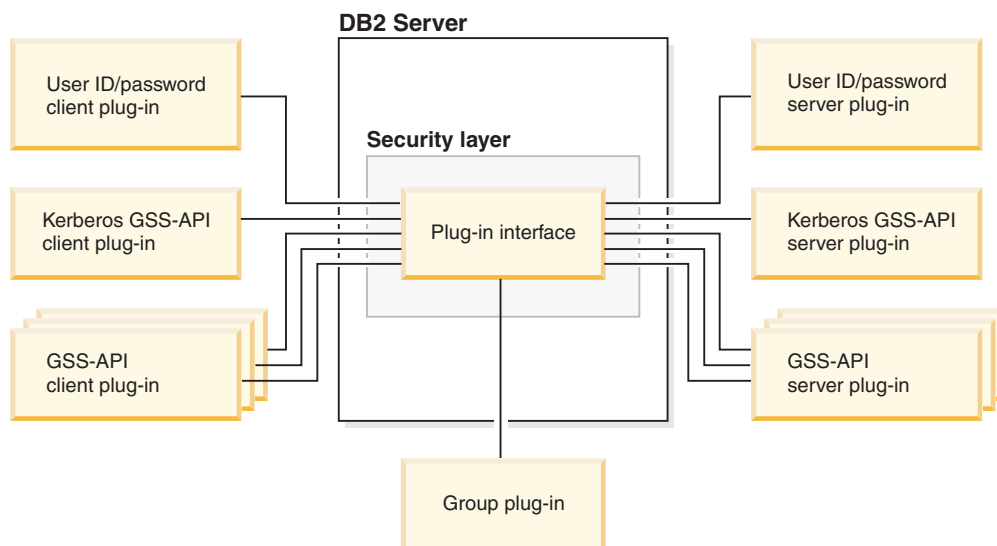 DB2 Server
User ID/password
client plug-in
User ID/password
server plug-in
Security layer
Kerberos GSS-API
client plug-in
Plug-in interface
Kerberos GSS-API
server plug-in
GSS-API
client plug-in
GSS-API
server plug-in
Group plug-in